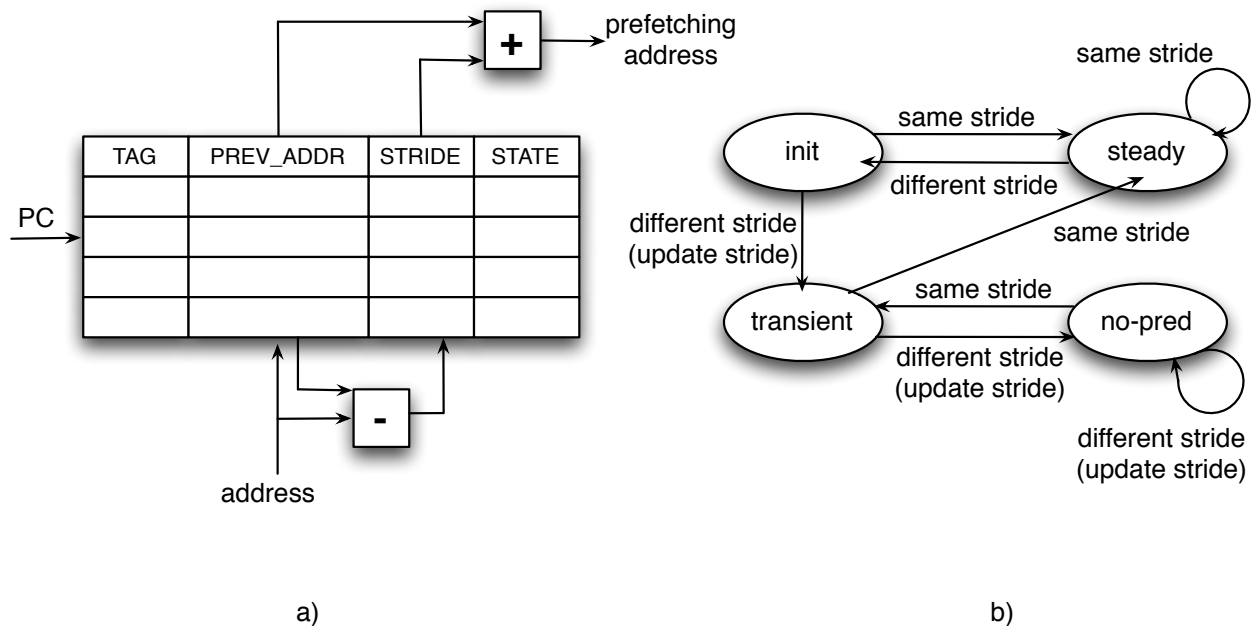 prefetching
address
+
TAG PREV_ADDR STRIDE STATE
PC
-
address
a)
same stride
same stride
init
steady
different stride
different stride
(update stride)
same stride
same stride
transient
no-pred
different stride
(update stride)
different stride
(update stride)
b)